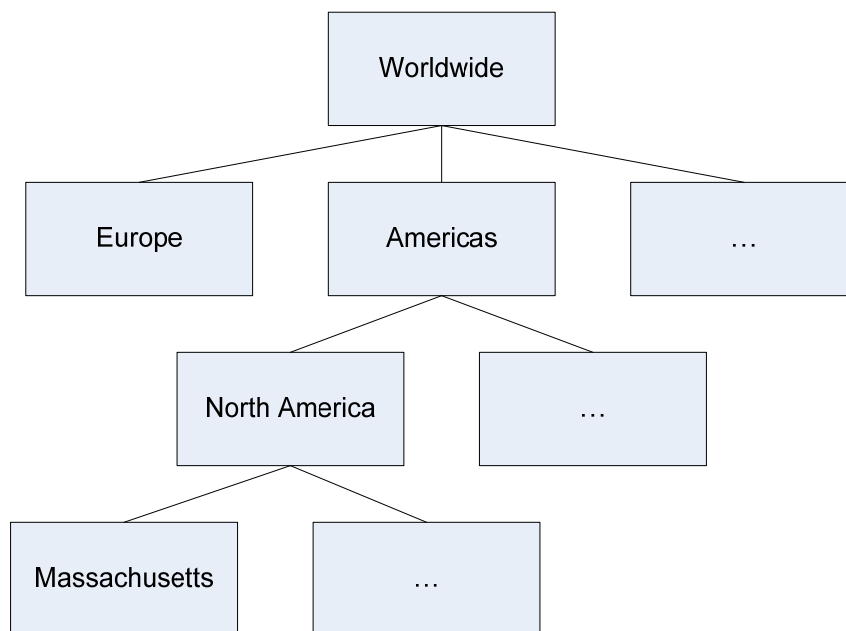 Worldwide
Europe
Americas
…
North America
…
Massachusetts
…